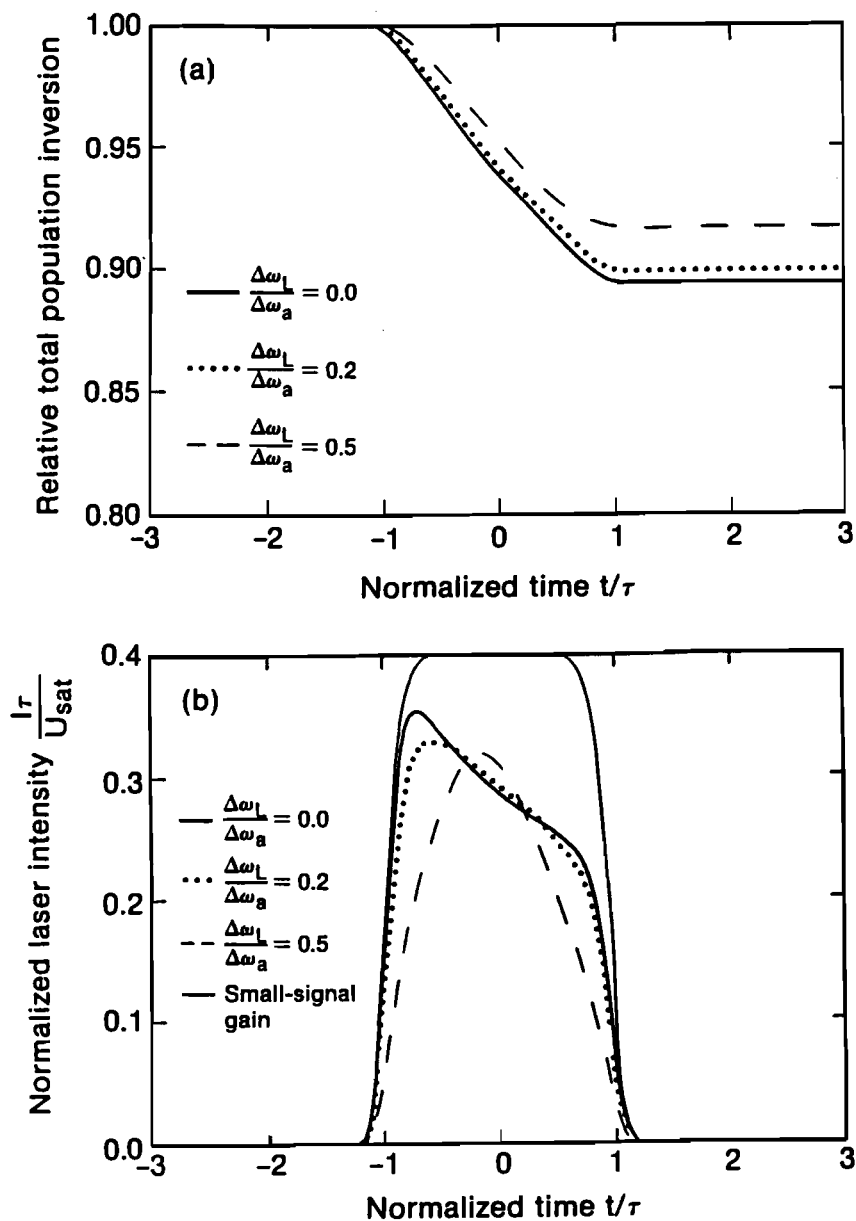 (a)
Relative total population inversion
1.00
0.95
0.90
0.85
0.80
Δω_L/Δω_a = 0.0
Δω_L/Δω_a = 0.2
Δω_L/Δω_a = 0.5
−3 −2 −1 0 1 2 3
Normalized time t/τ
(b)
Normalized laser intensity Iτ/U_sat
0.4
0.3
0.2
0.1
0.0
Δω_L/Δω_a = 0.0
Δω_L/Δω_a = 0.2
Δω_L/Δω_a = 0.5
Small-signal
gain
−3 −2 −1 0 1 2 3
Normalized time t/τ